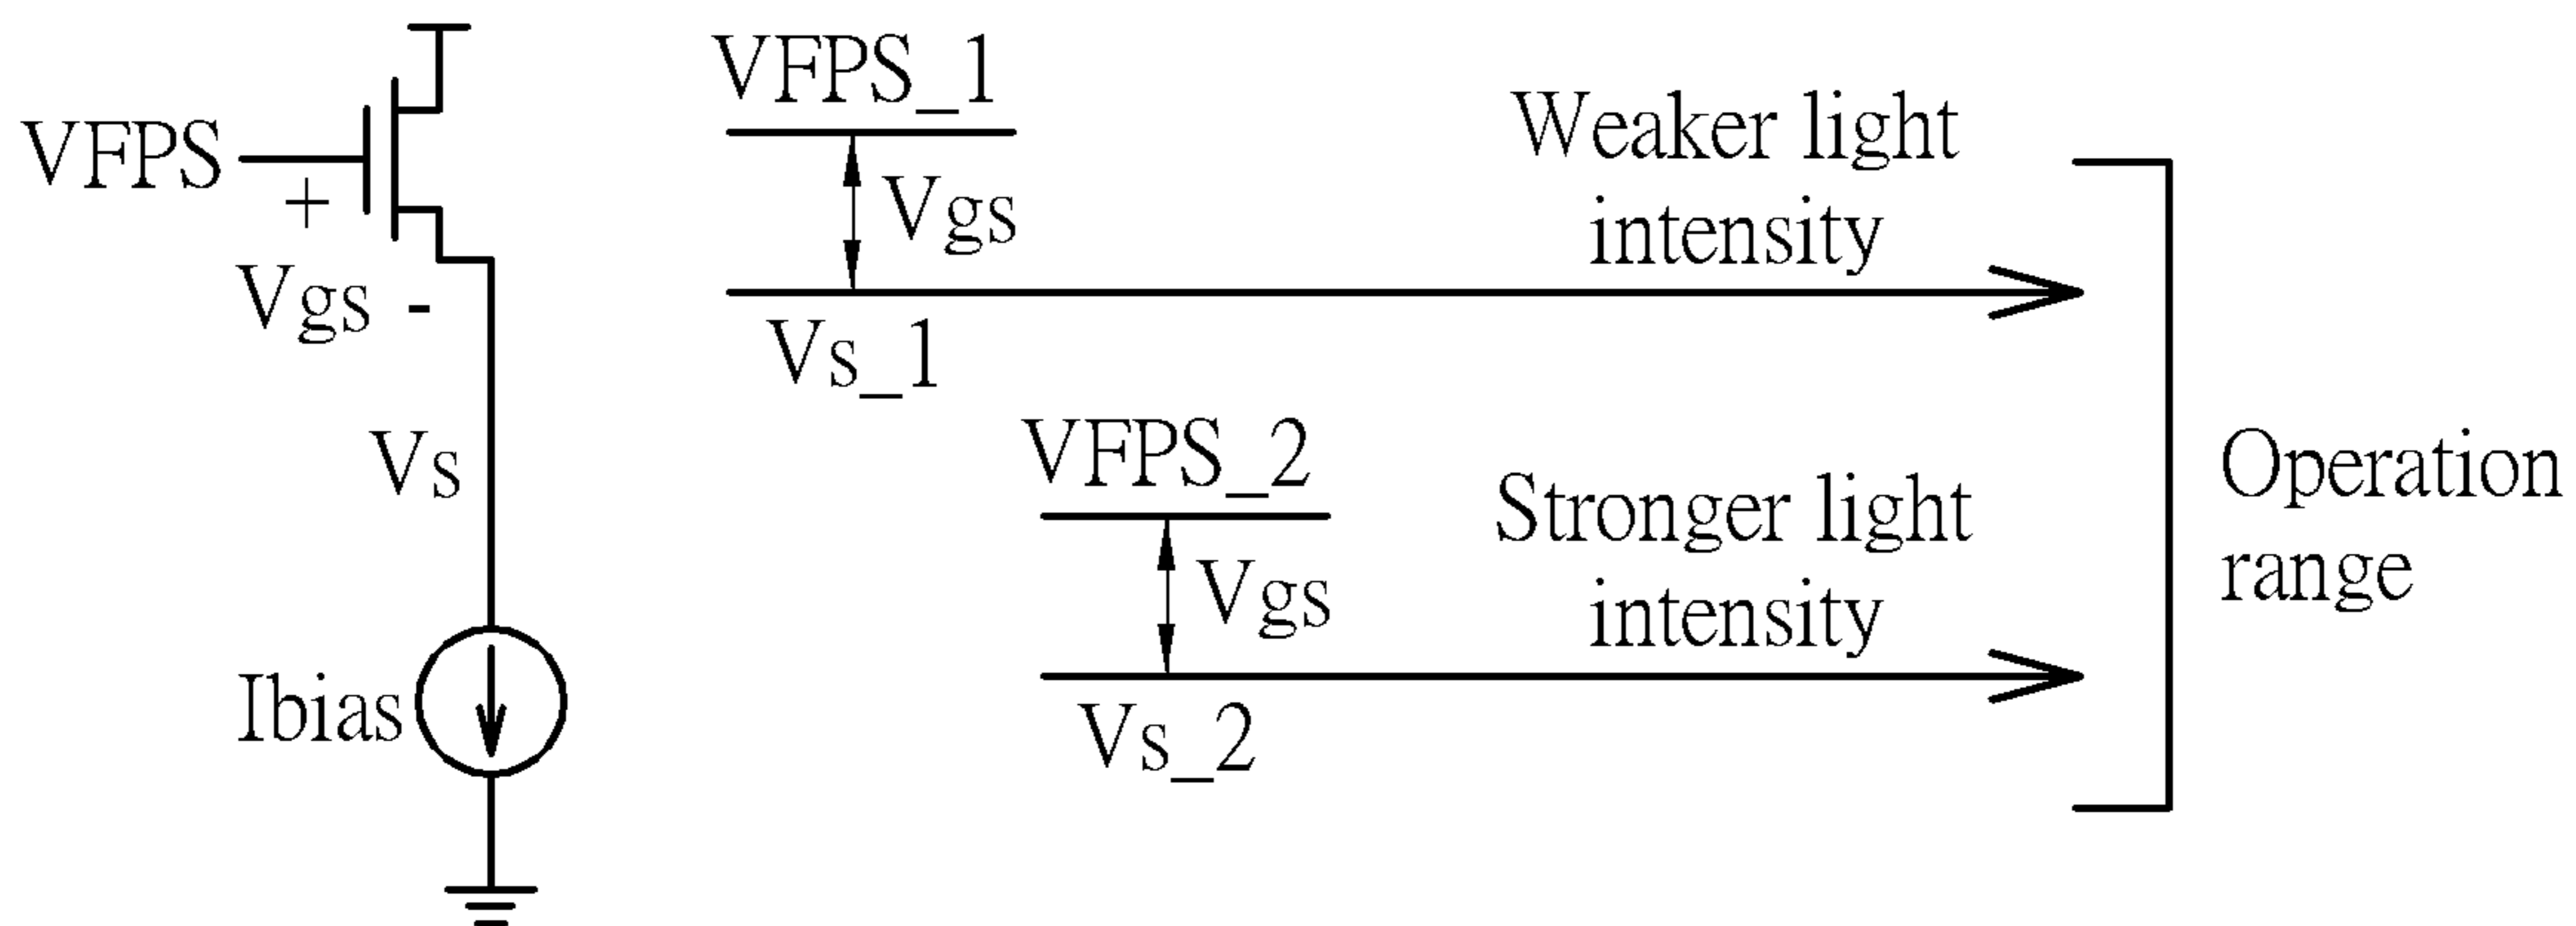 VFPS
+
Vgs -
Vs
Ibias
VFPS_1
Vgs
Vs_1
Weaker light
intensity
VFPS_2
Vgs
Vs_2
Stronger light
intensity
Operation
range